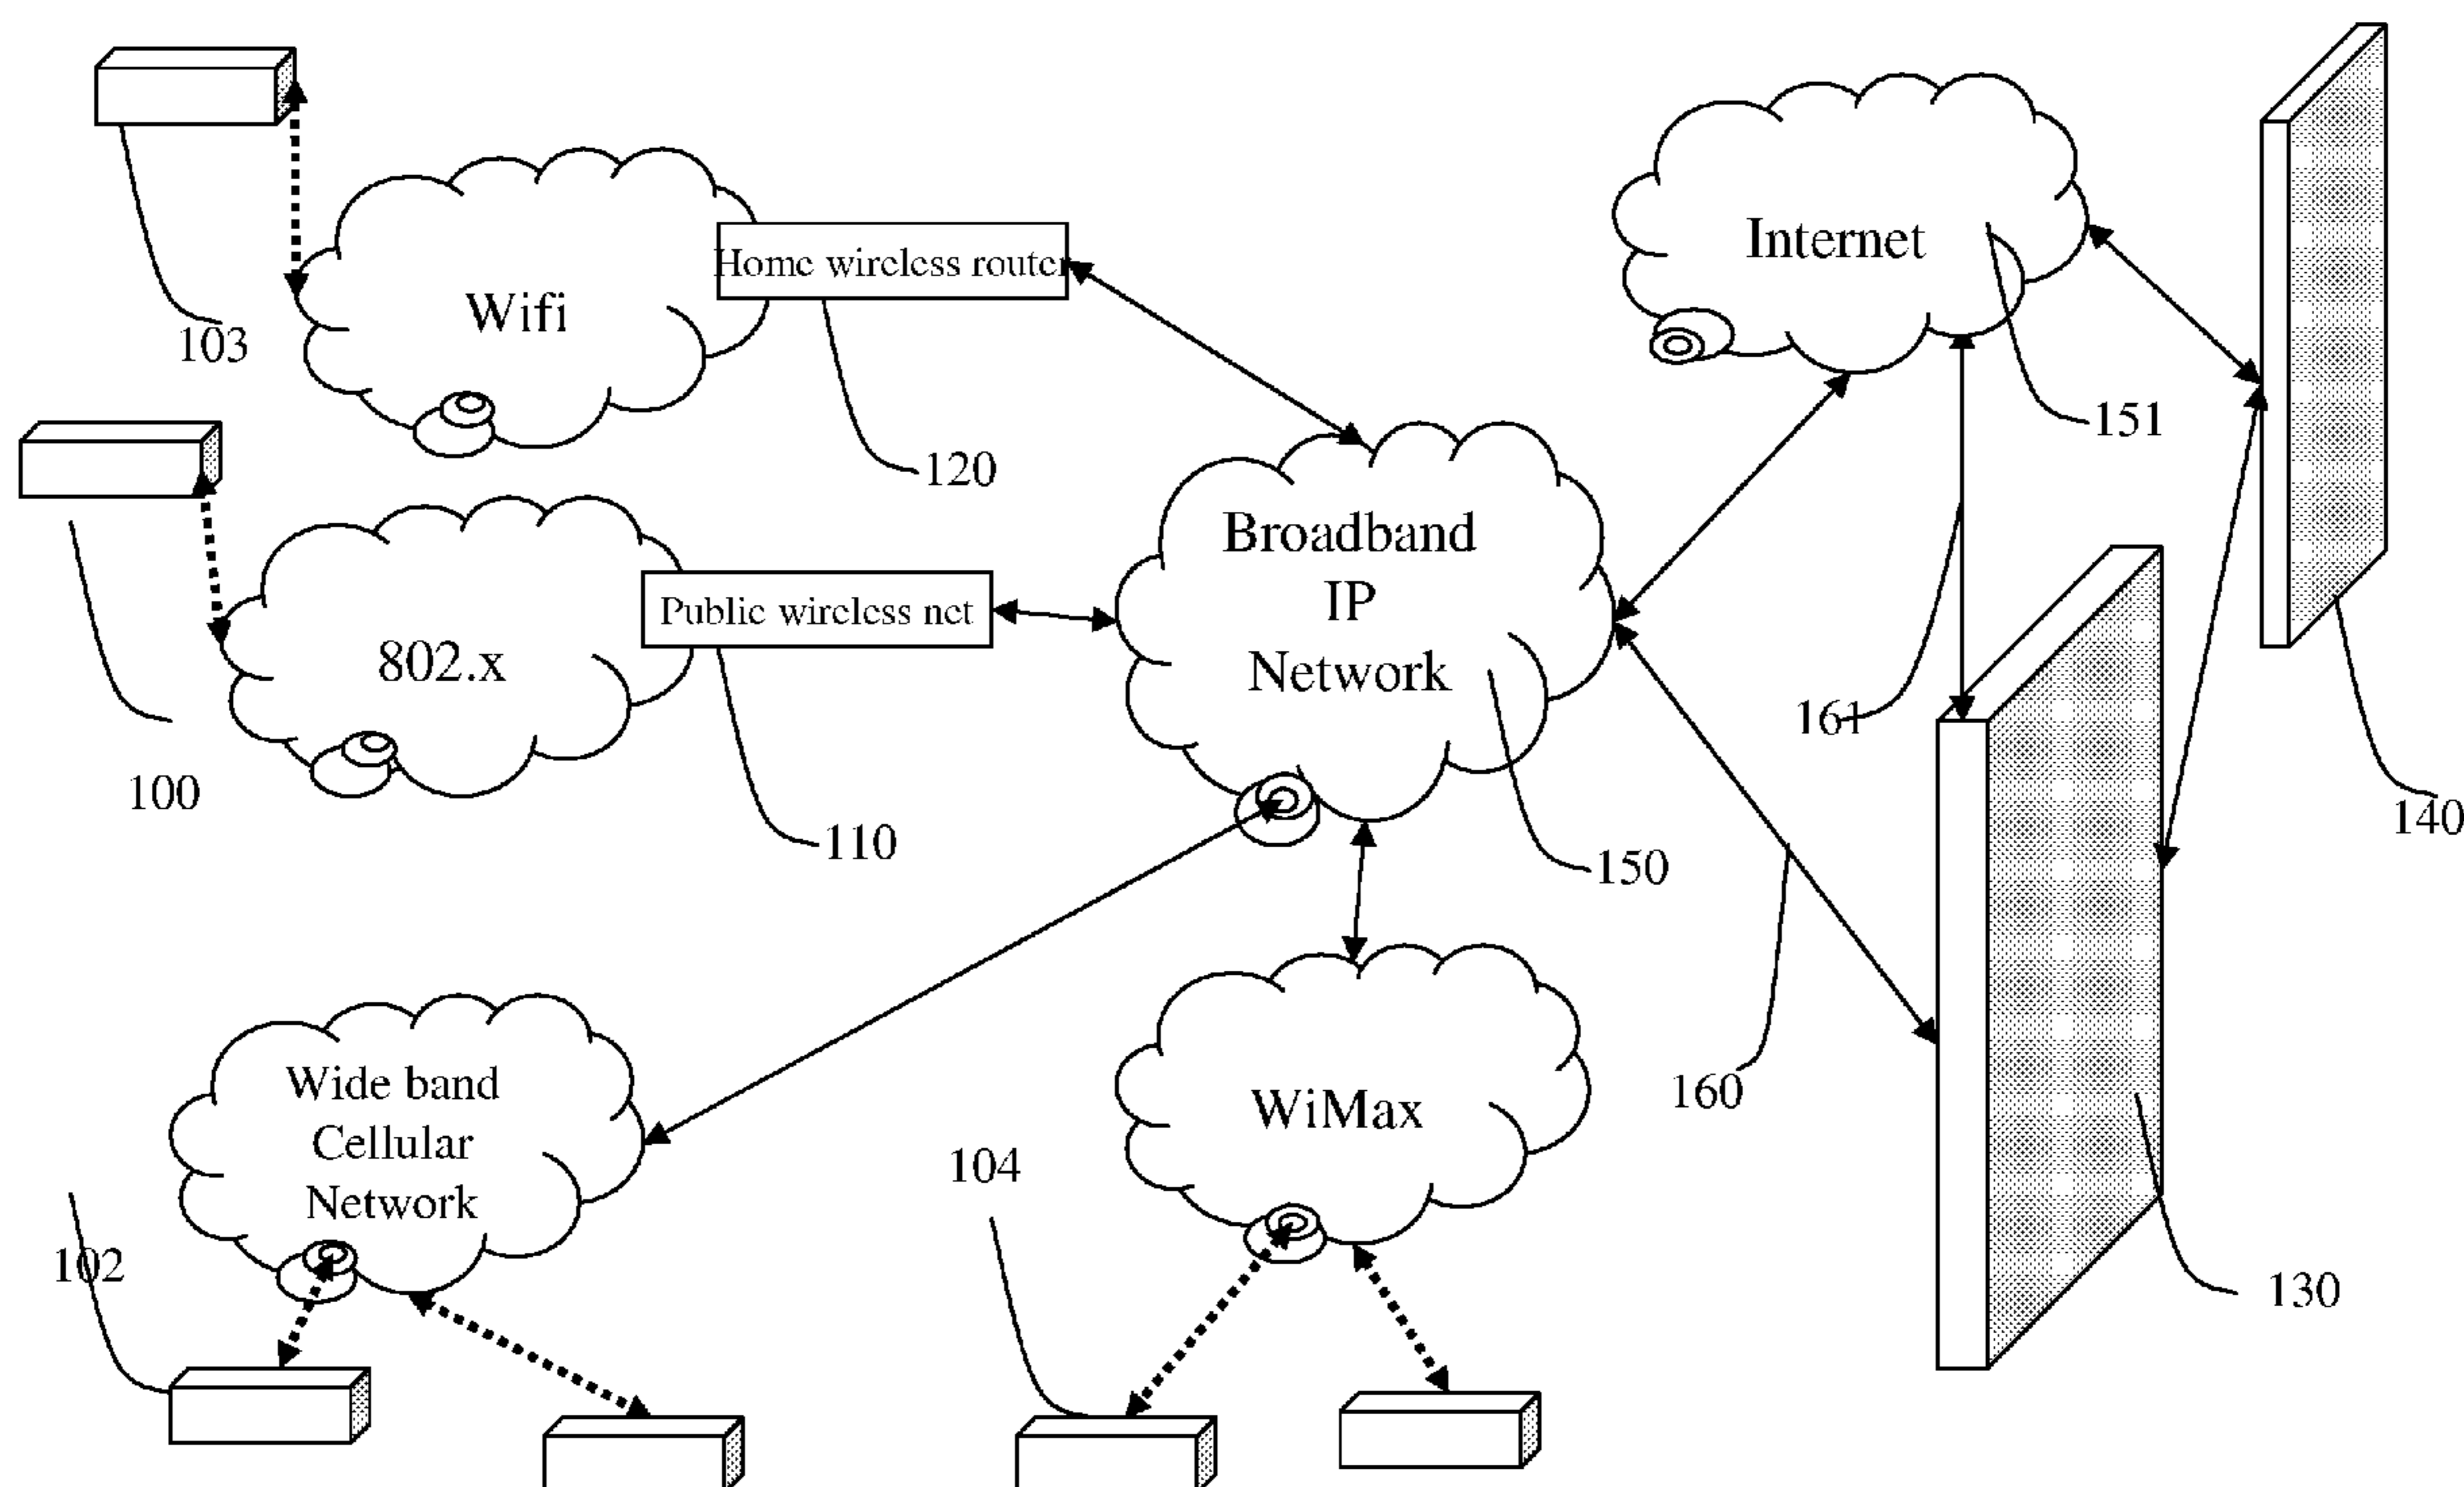 103
Wifi
Home wireless router
120
Internet
151
100
802.x
Public wireless net
110
Broadband
IP
Network
150
161
140
Wide band
Cellular
Network
102
WiMax
104
160
130